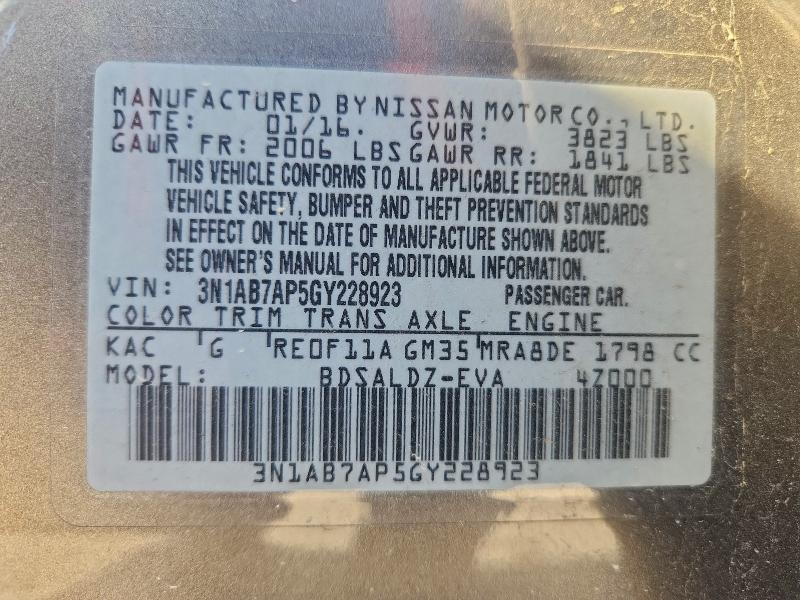 MANUFACTURED BY NISSAN MOTOR CO., LTD.
DATE: 01/16. GVWR: 3823 LBS
GAWR FR: 2006 LBS GAWR RR: 1841 LBS
THIS VEHICLE CONFORMS TO ALL APPLICABLE FEDERAL MOTOR
VEHICLE SAFETY, BUMPER AND THEFT PREVENTION STANDARDS
IN EFFECT ON THE DATE OF MANUFACTURE SHOWN ABOVE.
SEE OWNER'S MANUAL FOR ADDITIONAL INFORMATION.
VIN: 3N1AB7AP5GY228923 PASSENGER CAR.
COLOR TRIM TRANS AXLE ENGINE
KAC G RE0F11A GM35 MRA8DE 1798 CC
MODEL: BDSALDZ-EVA 4Z000
3N1AB7AP5GY228923